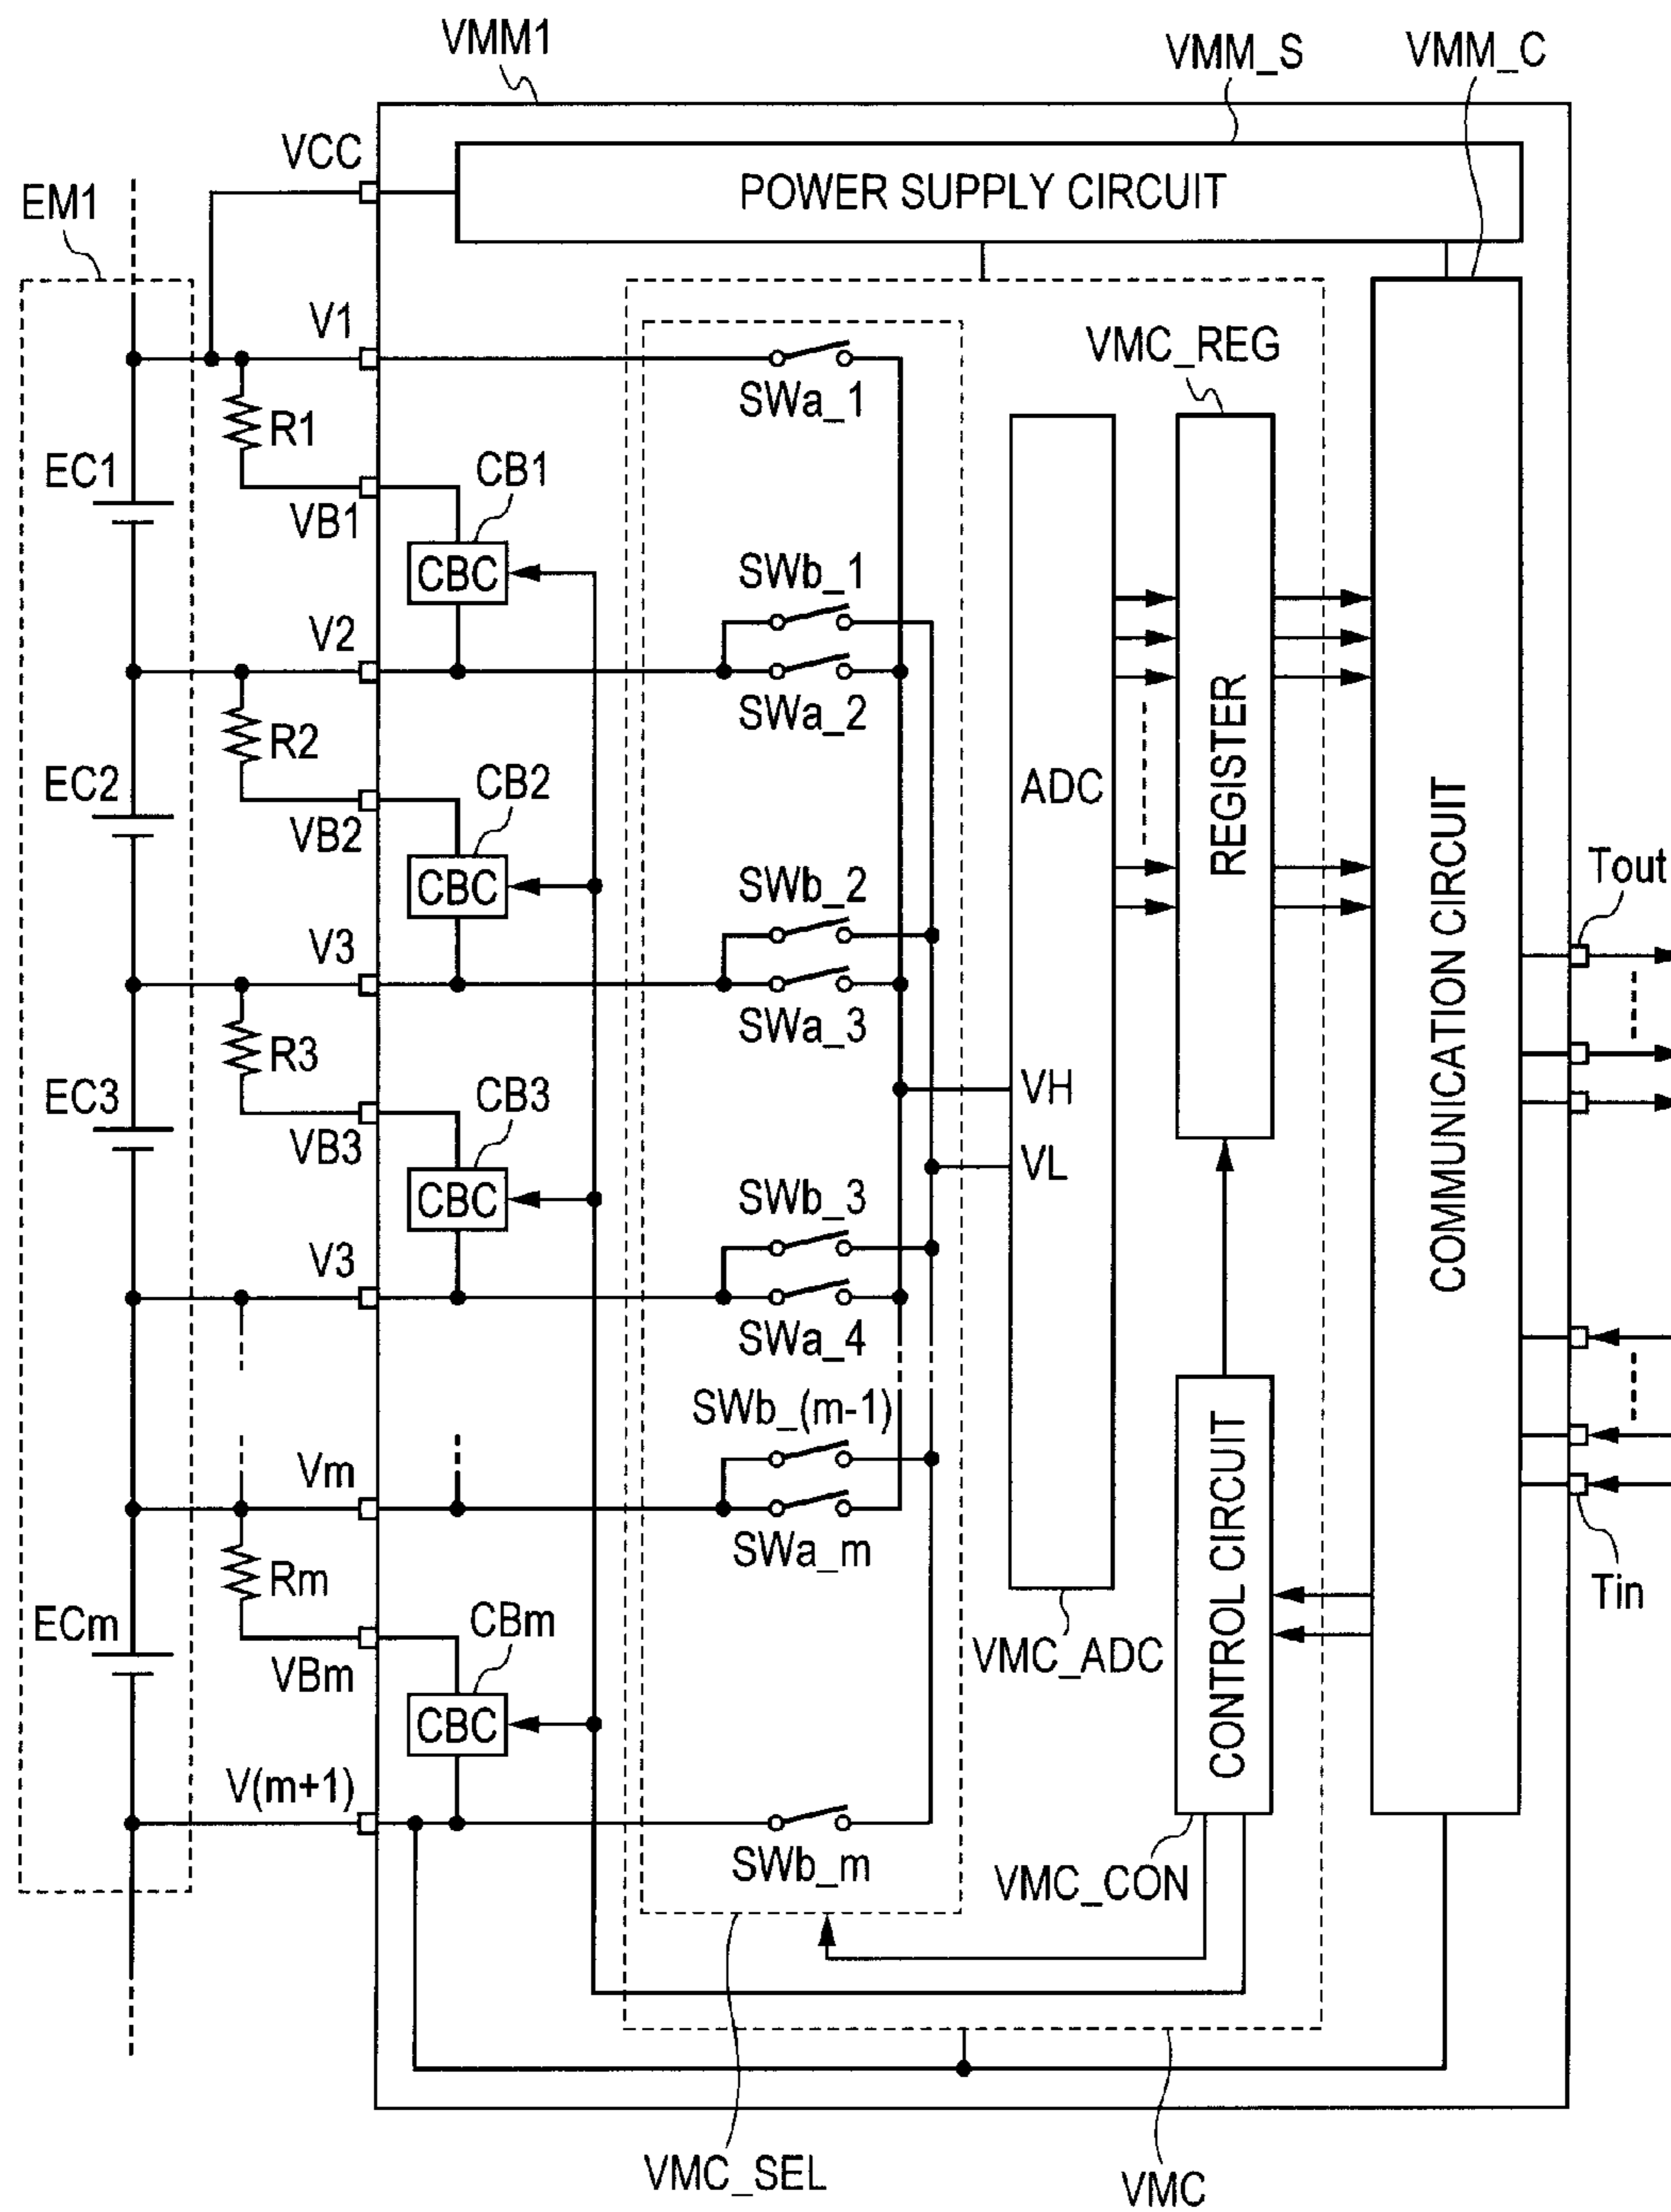 VMM1
VMM_S
VMM_C
VCC
POWER SUPPLY CIRCUIT
EM1
V1
VMC_REG
SWa_1
R1
EC1
CB1
VB1
CBC
SWb_1
V2
SWa_2
R2
EC2
CB2
ADC
REGISTER
COMMUNICATION CIRCUIT
VB2
CBC
SWb_2
Tout
V3
SWa_3
R3
EC3
CB3
VH
VB3
VL
CBC
SWb_3
V3
SWa_4
SWb_(m-1)
Vm
SWa_m
Rm
Tin
ECm
CBm
VMC_ADC
CONTROL CIRCUIT
VBm
CBC
V(m+1)
SWb_m
VMC_CON
VMC_SEL
VMC